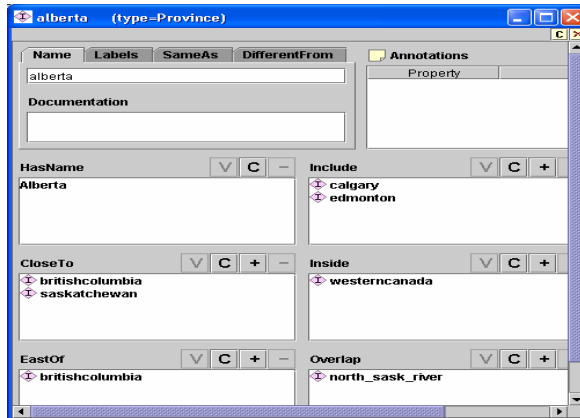 alberta (type=Province)
C
Name Labels SameAs DifferentFrom
Annotations
Property
alberta
Documentation
HasName V C −
Include V C +
Alberta
calgary
edmonton
CloseTo V C + −
Inside V C +
britishcolumbia
saskatchewan
westerncanada
EastOf V C + −
Overlap V C +
britishcolumbia
north_sask_river